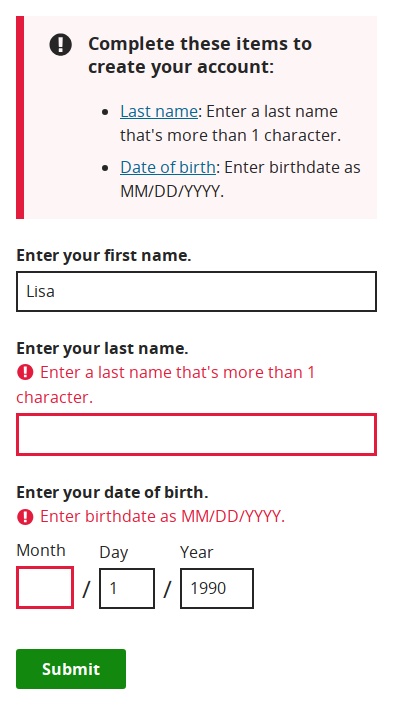 Complete these items to
create your account:
Last name: Enter a last name
that's more than 1 character.
Date of birth: Enter birthdate as
MM/DD/YYYY.
Enter your first name.
Lisa
Enter your last name.
Enter a last name that's more than 1
character.
Enter your date of birth.
Enter birthdate as MM/DD/YYYY.
Month Day Year
/ 1 / 1990
Submit